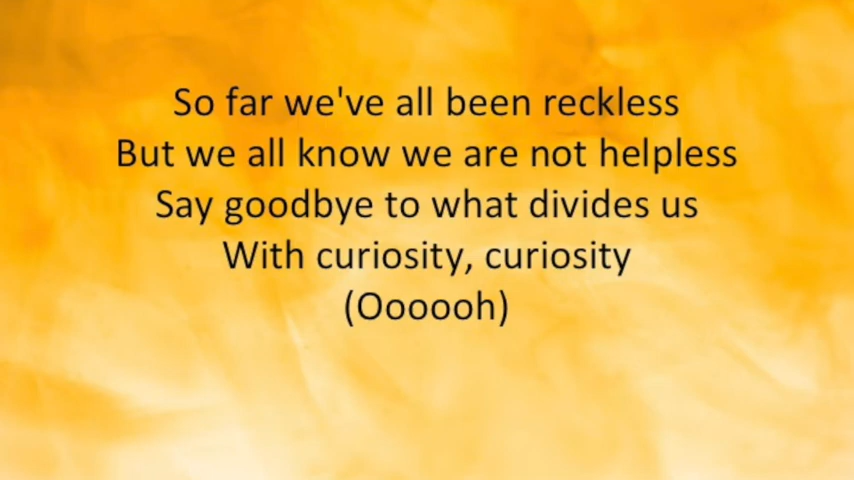 So far we've all been reckless
But we all know we are not helpless
Say goodbye to what divides us
With curiosity, curiosity
(Oooooh)